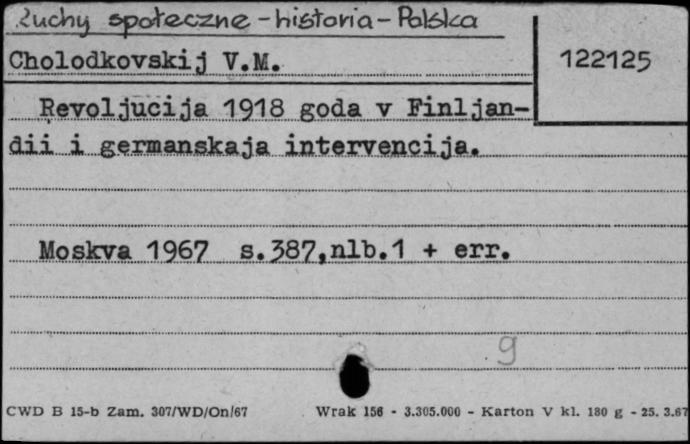 Ruchy społeczne - historia - Polska
Cholodkovskij V.M.
122125
Revoljucija 1918 goda v Finljan-
dii i germanskaja intervencija.
Moskva 1967 s.387,nlb.1 + err.
9
CWD B 15-b Zam. 307/WD/On/67 Wrak 156 - 3.305.000 - Karton V kl. 180 g - 25. 3.67